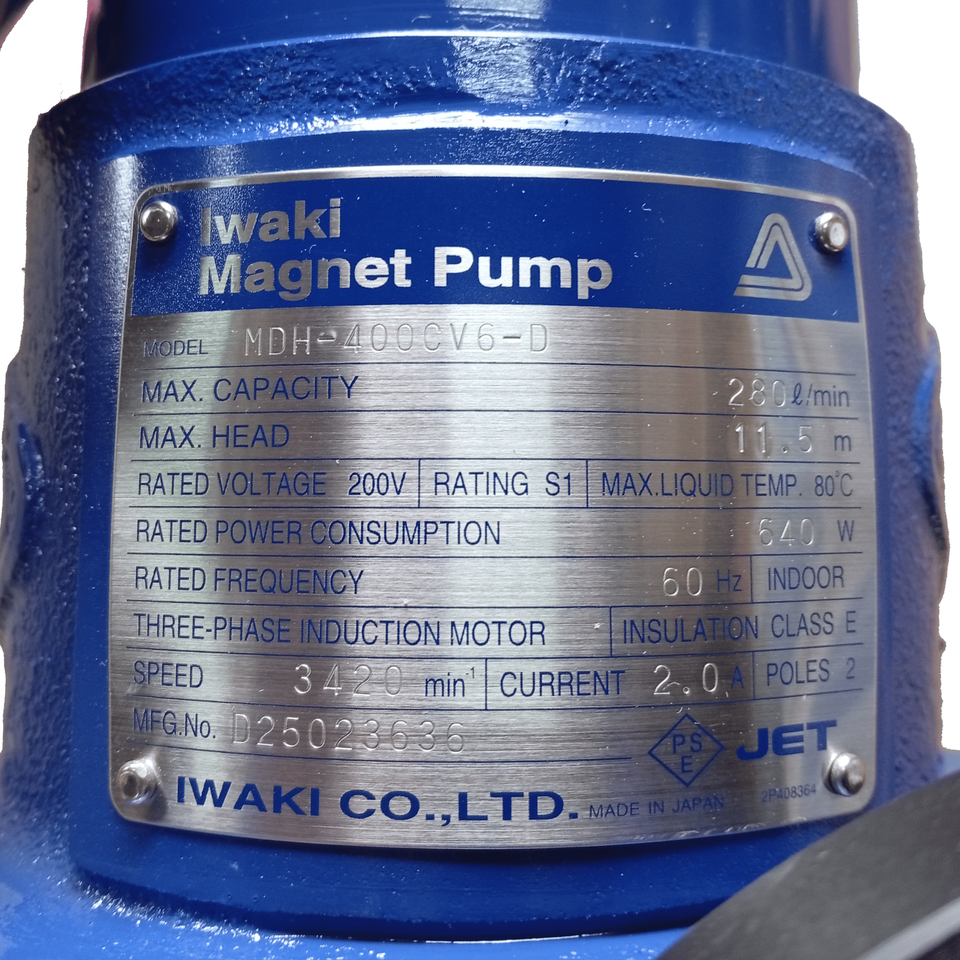 Iwaki
Magnet Pump
MODEL MDH-400CV6-D
MAX. CAPACITY 280 ℓ/min
MAX. HEAD 11.5 m
RATED VOLTAGE 200V RATING S1 MAX.LIQUID TEMP. 80°C
RATED POWER CONSUMPTION 640 W
RATED FREQUENCY 60 Hz INDOOR
THREE-PHASE INDUCTION MOTOR INSULATION CLASS E
SPEED 3420 min⁻¹ CURRENT 2.0 A POLES 2
MFG.No. D25023636
PS
E
JET
IWAKI CO.,LTD. MADE IN JAPAN 2P408364